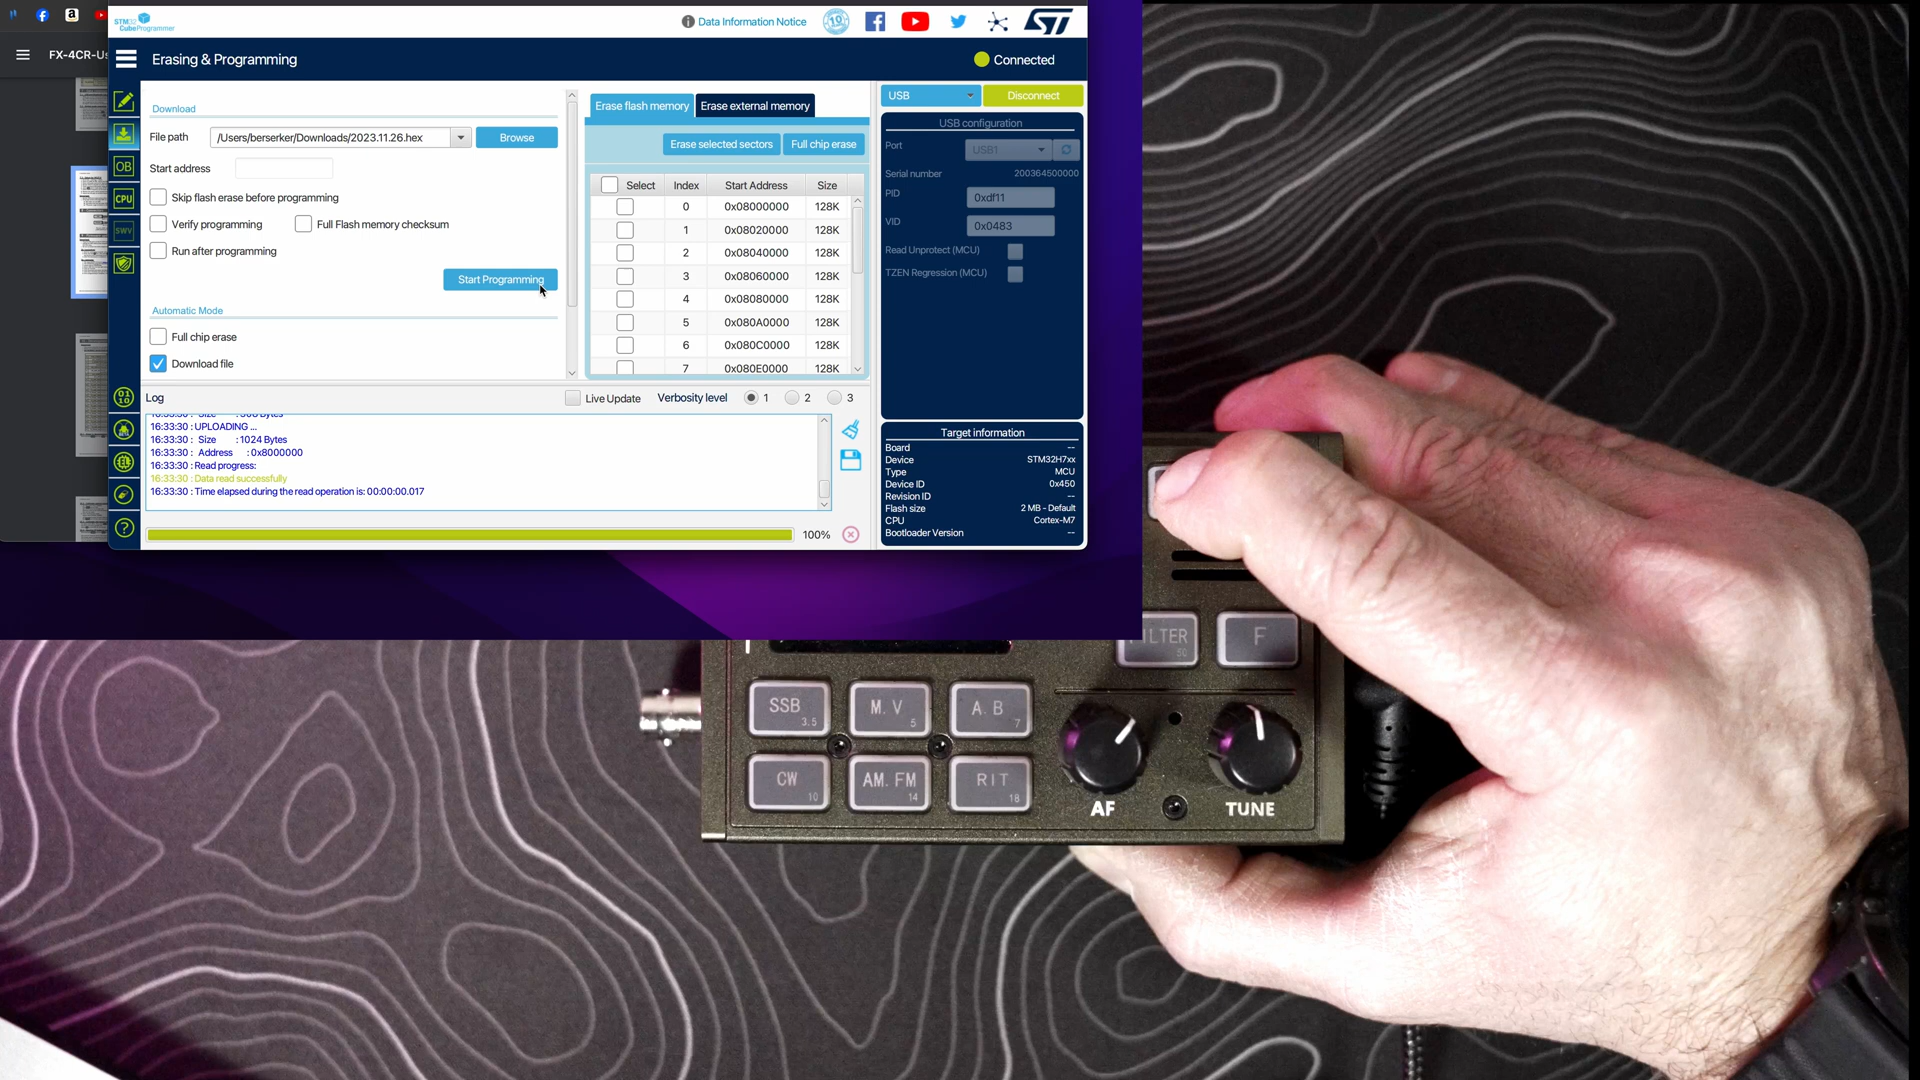 FX-4CR-Us
STM32
CubeProgrammer
Data Information Notice
Erasing & Programming
Connected
Download
File path
/Users/berserker/Downloads/2023.11.26.hex
Browse
Start address
Skip flash erase before programming
Verify programming
Full Flash memory checksum
Run after programming
Start Programming
Automatic Mode
Full chip erase
Download file
Erase flash memory
Erase external memory
Erase selected sectors
Full chip erase
Select Index Start Address Size
0 0x08000000 128K
1 0x08020000 128K
2 0x08040000 128K
3 0x08060000 128K
4 0x08080000 128K
5 0x080A0000 128K
6 0x080C0000 128K
7 0x080E0000 128K
USB
Disconnect
USB configuration
Port USB1
Serial number 200364500000
PID 0xdf11
VID 0x0483
Read Unprotect (MCU)
TZEN Regression (MCU)
OB
CPU
SWV
Log
Live Update
Verbosity level 1 2 3
16:33:30 : UPLOADING ...
16:33:30 : Size : 1024 Bytes
16:33:30 : Address : 0x8000000
16:33:30 : Read progress:
16:33:30 : Data read successfully
16:33:30 : Time elapsed during the read operation is: 00:00:00.017
100%
Target information
Board --
Device STM32H7xx
Type MCU
Device ID 0x450
Revision ID --
Flash size 2 MB - Default
CPU Cortex-M7
Bootloader Version --
ILTER
50
F
SSB
3.5
M. V
5
A. B
7
CW
10
AM. FM
14
RIT
18
AF
TUNE